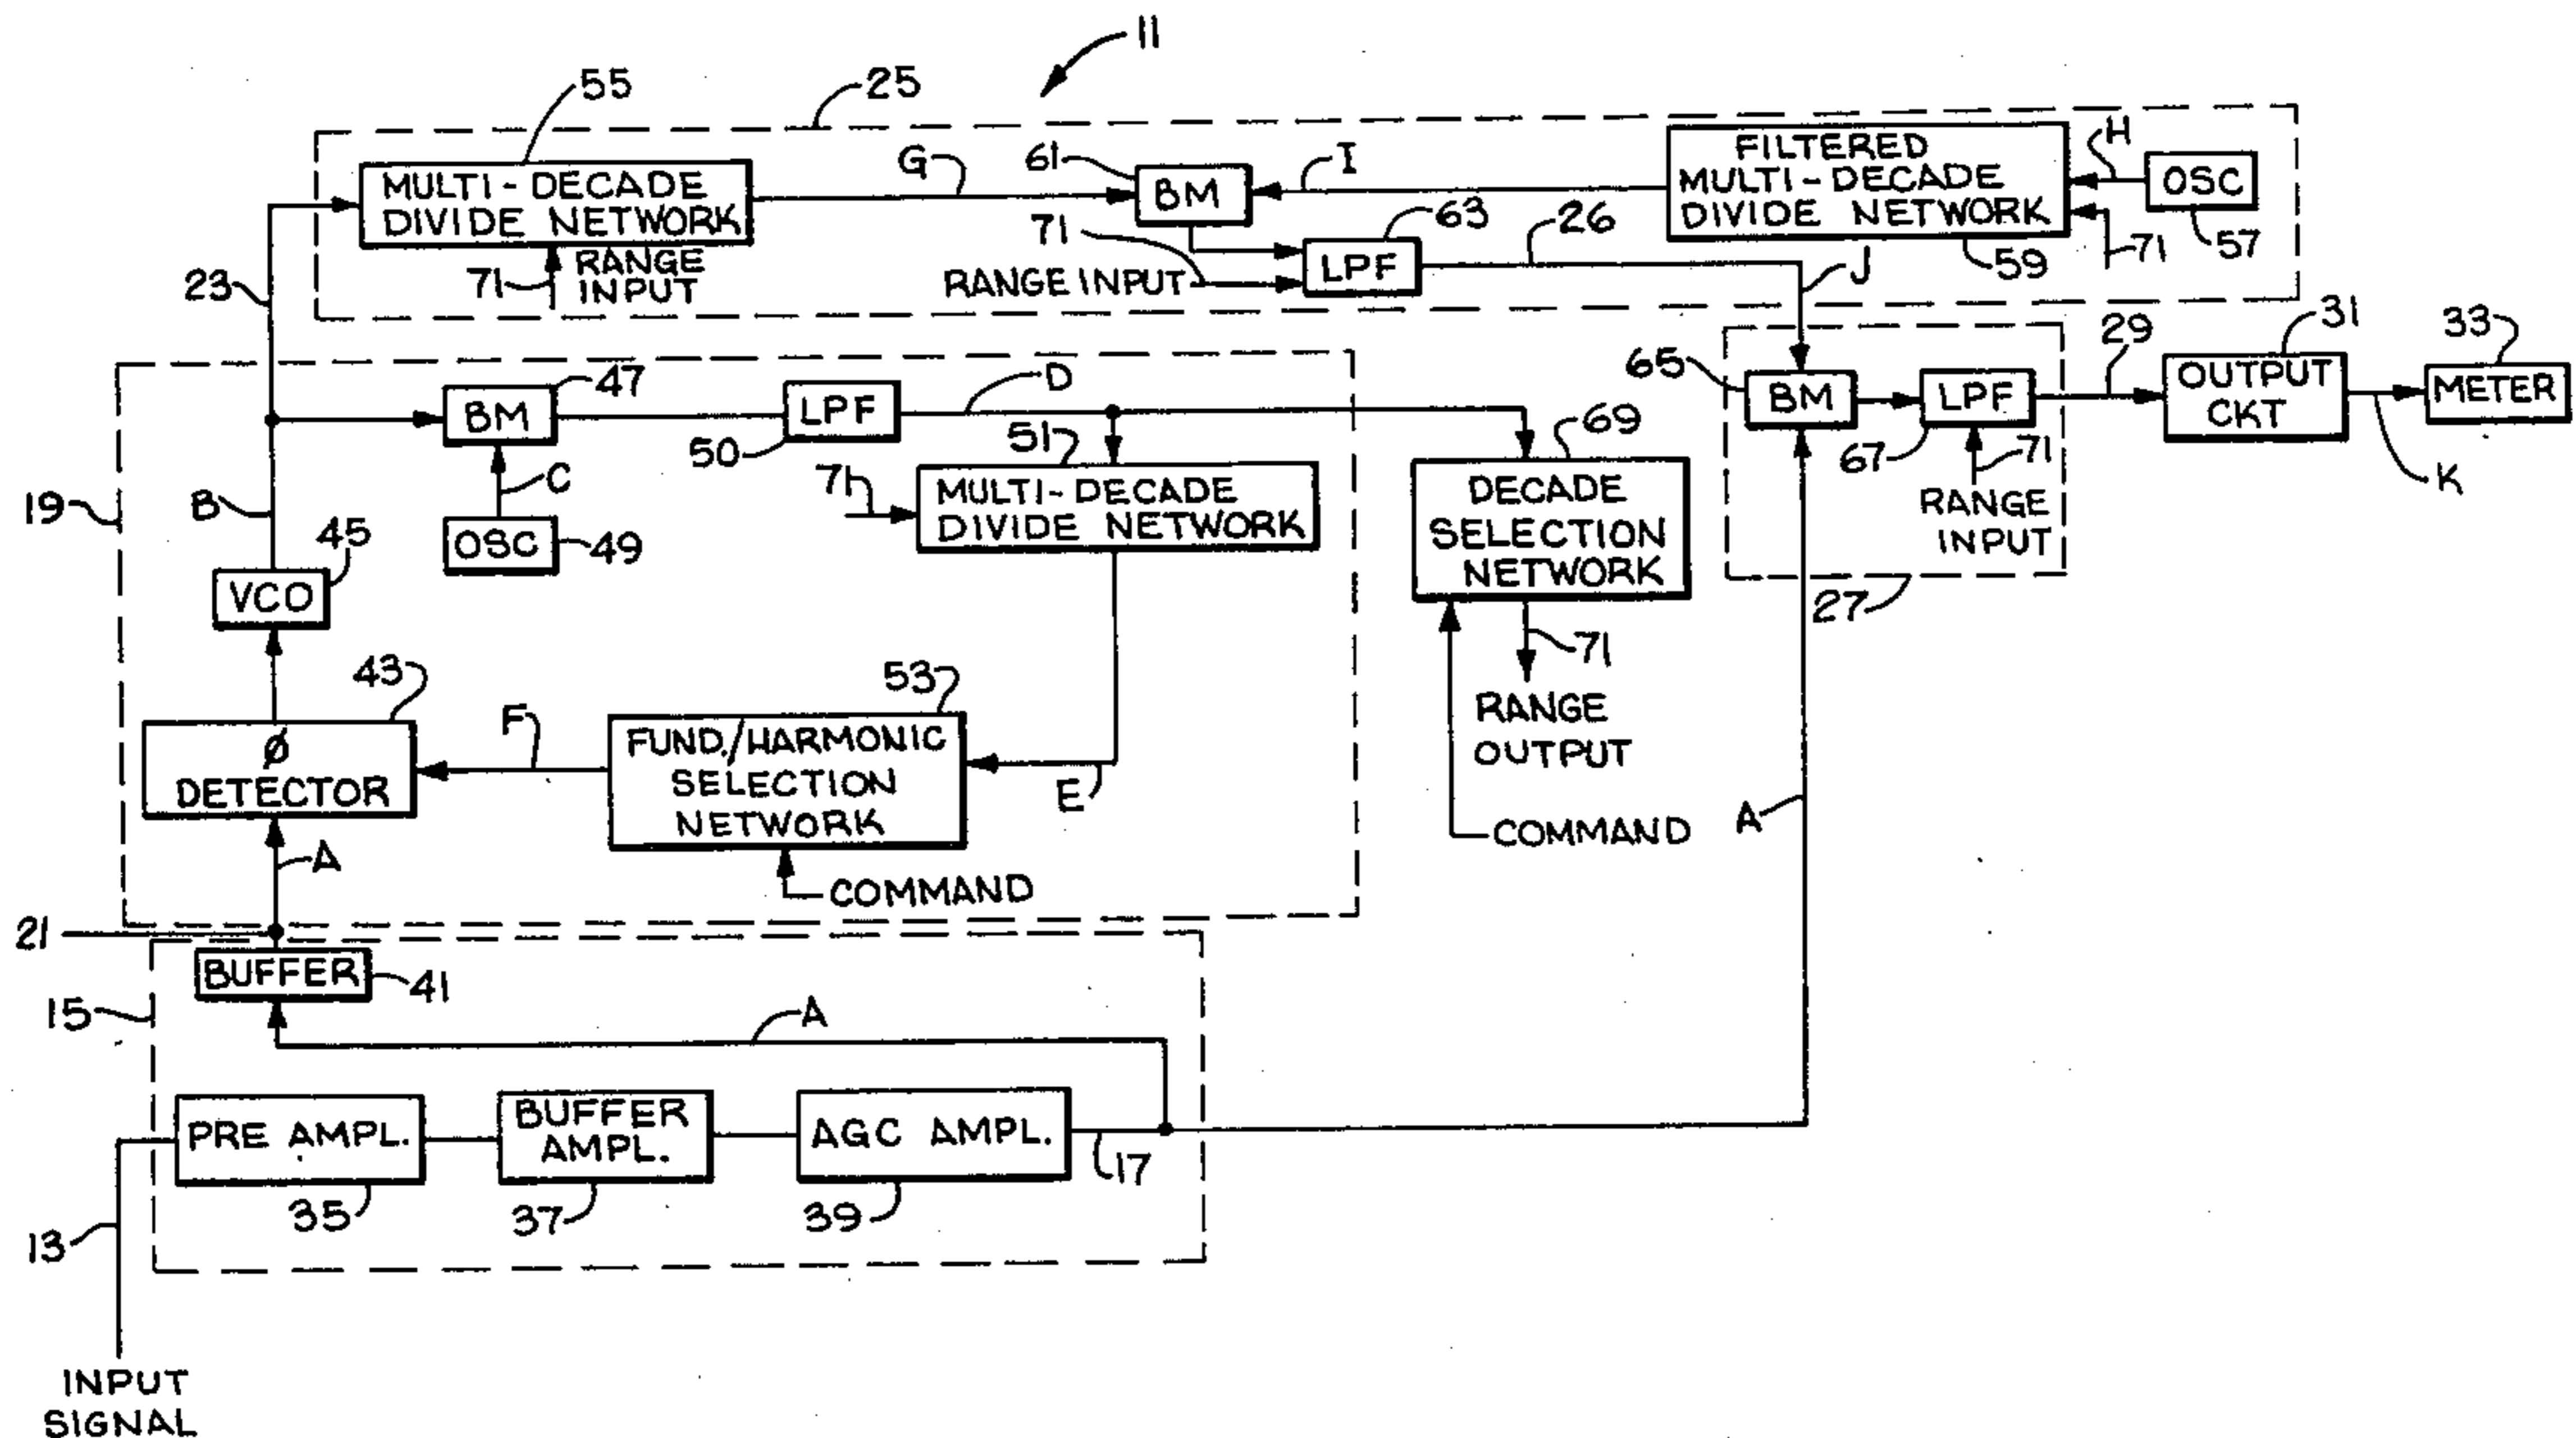 11
55
25
MULTI-DECADE
DIVIDE NETWORK
G
61
BM
I
FILTERED
MULTI-DECADE
DIVIDE NETWORK
H
OSC
57
71
59
71
RANGE
INPUT
71
RANGE INPUT
63
LPF
26
J
23
19
BM
47
LPF
50
D
51
71
MULTI-DECADE
DIVIDE NETWORK
69
DECADE
SELECTION
NETWORK
65
BM
LPF
67
71
RANGE
INPUT
27
29
31
OUTPUT
CKT
K
33
METER
B
C
OSC
49
45
VCO
43
Ø
DETECTOR
F
53
FUND./HARMONIC
SELECTION
NETWORK
E
COMMAND
71
RANGE
OUTPUT
COMMAND
A
A
21
BUFFER
41
15
A
PRE AMPL.
35
BUFFER
AMPL.
37
AGC AMPL.
39
17
13
INPUT
SIGNAL